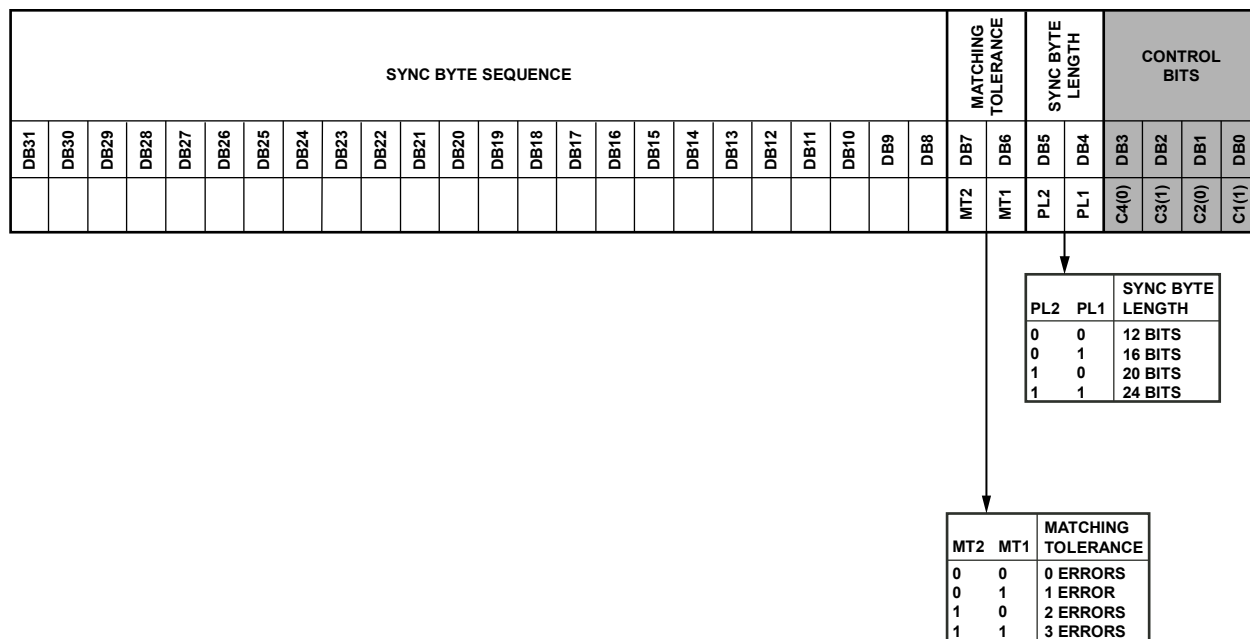 SYNC BYTE SEQUENCE
MATCHING
TOLERANCE
SYNC BYTE
LENGTH
CONTROL
BITS
DB31 DB30 DB29 DB28 DB27 DB26 DB25 DB24 DB23 DB22 DB21 DB20 DB19 DB18 DB17 DB16 DB15 DB14 DB13 DB12 DB11 DB10 DB9 DB8 DB7 DB6 DB5 DB4 DB3 DB2 DB1 DB0
MT2 MT1 PL2 PL1 C4(0) C3(1) C2(0) C1(1)
SYNC BYTE
PL2 PL1 LENGTH
0 0 12 BITS
0 1 16 BITS
1 0 20 BITS
1 1 24 BITS
MATCHING
MT2 MT1 TOLERANCE
0 0 0 ERRORS
0 1 1 ERROR
1 0 2 ERRORS
1 1 3 ERRORS